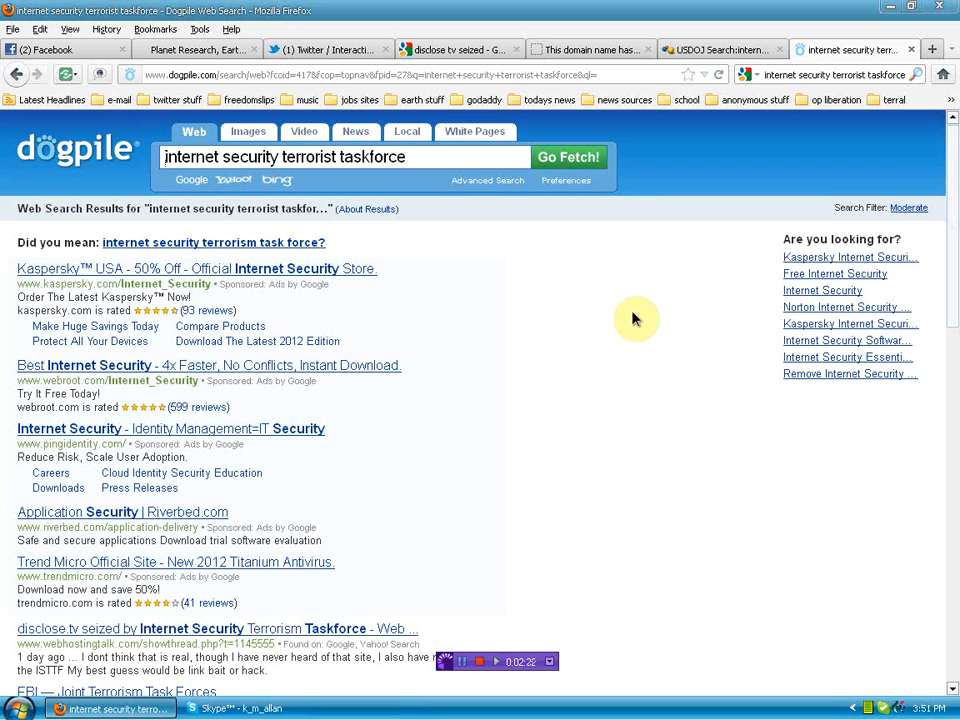 internet security terrorist taskforce - Dogpile Web Search - Mozilla Firefox
File Edit View History Bookmarks Tools Help
(2) Facebook × Planet Research, Eart... × (1) Twitter / Interacti... × disclose tv seized - G... × This domain name has... × USDOJ Search:intern... × internet security terr... × +
www.dogpile.com/search/web?fcoid=417&fcop=topnav&fpid=27&q=internet+security+terrorist+taskforce&ql= internet security terrorist taskforce
Latest Headlines e-mail twitter stuff freedomslips music jobs sites earth stuff godaddy todays news news sources school anonymous stuff op liberation terral »
Web Images Video News Local White Pages
dogpile
internet security terrorist taskforce Go Fetch!
Google YAHOO! bing Advanced Search Preferences
Web Search Results for "internet security terrorist taskfor..." (About Results) Search Filter: Moderate
Did you mean: internet security terrorism task force?
Kaspersky™ USA - 50% Off - Official Internet Security Store.
www.kaspersky.com/Internet_Security • Sponsored: Ads by Google
Order The Latest Kaspersky™ Now!
kaspersky.com is rated ★★★★★ (93 reviews)
Make Huge Savings Today Compare Products
Protect All Your Devices Download The Latest 2012 Edition
Best Internet Security - 4x Faster, No Conflicts, Instant Download.
www.webroot.com/Internet_Security • Sponsored: Ads by Google
Try It Free Today!
webroot.com is rated ★★★★★ (599 reviews)
Internet Security - Identity Management=IT Security
www.pingidentity.com/ • Sponsored: Ads by Google
Reduce Risk, Scale User Adoption.
Careers Cloud Identity Security Education
Downloads Press Releases
Application Security | Riverbed.com
www.riverbed.com/application-delivery • Sponsored: Ads by Google
Safe and secure applications Download trial software evaluation
Trend Micro Official Site - New 2012 Titanium Antivirus.
www.trendmicro.com/ • Sponsored: Ads by Google
Download now and save 50%!
trendmicro.com is rated ★★★★☆ (41 reviews)
disclose.tv seized by Internet Security Terrorism Taskforce - Web ...
www.webhostingtalk.com/showthread.php?t=1145555 • Found on: Google, Yahoo! Search
1 day ago ... I dont think that is real, though I have never heard of that site, I also have
the ISTTF My best guess would be link bait or hack.
FBI — Joint Terrorism Task Forces
Are you looking for?
Kaspersky Internet Securi...
Free Internet Security
Internet Security
Norton Internet Security ...
Kaspersky Internet Securi...
Internet Security Softwar...
Internet Security Essenti...
Remove Internet Security ...
0:02:22
internet security terro... Skype™ - k_m_allan 3:51 PM